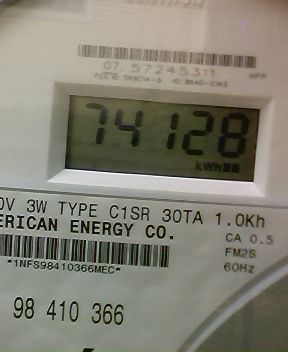 07. 57245311
74128
kWh
0V 3W TYPE C1SR 30TA 1.0Kh
ERICAN ENERGY CO.
CA 0.5
FM2S
*1NFS98410366MEC*
60Hz
98 410 366